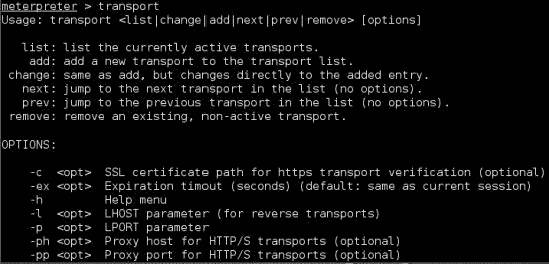 meterpreter > transport
Usage: transport <list|change|add|next|prev|remove> [options]
list: list the currently active transports.
add: add a new transport to the transport list.
change: same as add, but changes directly to the added entry.
next: jump to the next transport in the list (no options).
prev: jump to the previous transport in the list (no options).
remove: remove an existing, non-active transport.
OPTIONS:
-c <opt> SSL certificate path for https transport verification (optional)
-ex <opt> Expiration timout (seconds) (default: same as current session)
-h Help menu
-l <opt> LHOST parameter (for reverse transports)
-p <opt> LPORT parameter
-ph <opt> Proxy host for HTTP/S transports (optional)
-pp <opt> Proxy port for HTTP/S transports (optional)